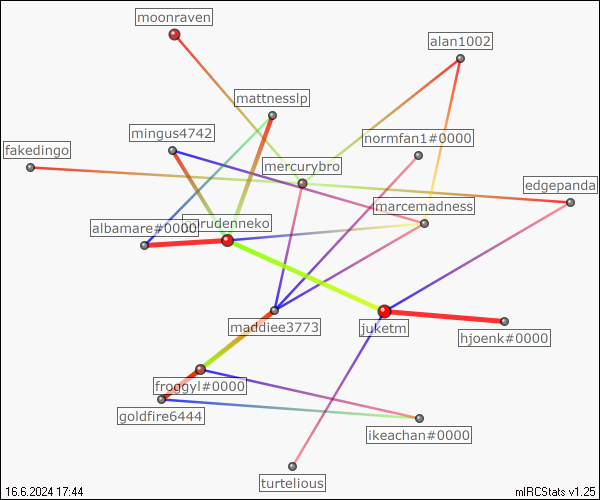 moonraven
alan1002
mattnesslp
mingus4742
normfan1#0000
fakedingo
mercurybro
edgepanda
marcemadness
albamare#0000
rudenneko
maddiee3773
juketm
hjoenk#0000
froggyl#0000
goldfire6444
ikeachan#0000
turtelious
16.6.2024 17:44
mIRCStats v1.25